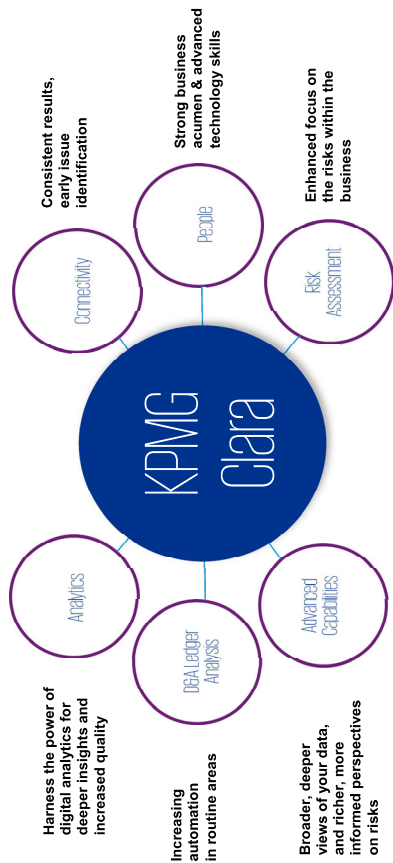 Harness the power of
digital analytics for
deeper insights and
increased quality
Analytics
Connectivity
Consistent results,
early issue
identification
Increasing
automation
in routine areas
D&A Ledger
Analysis
KPMG
Clara
People
Strong business
acumen & advanced
technology skills
Broader, deeper
views of your data,
and richer, more
informed perspectives
on risks
Advanced
Capabilities
Risk
Assessment
Enhanced focus on
the risks within the
business